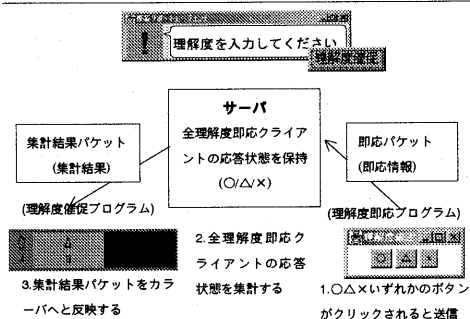 !
理解度を入力してください
理解度催促
サーバ
全理解度即応クライア
ントの応答状態を保持
(○/△/×)
集計結果パケット
(集計結果)
即応パケット
(即応情報)
(理解度催促プログラム)
(理解度即応プログラム)
○ △ ×
3.集計結果パケットをカラ
ーバへと反映する
2.全理解度即応ク
ライアントの応答
状態を集計する
1.○△×いずれかのボタン
がクリックされると送信